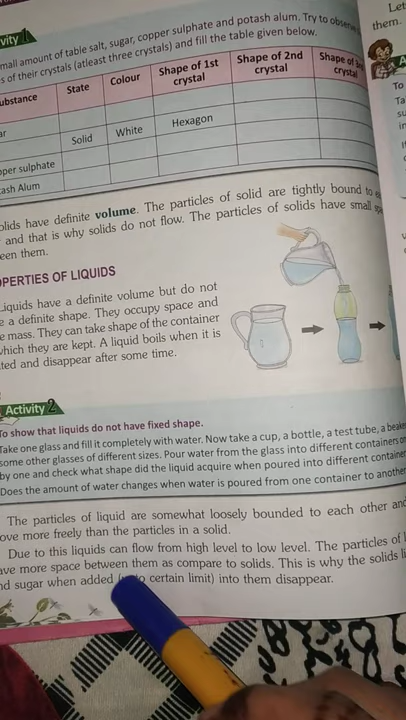 vity 1
mall amount of table salt, sugar, copper sulphate and potash alum. Try to observe
s of their crystals (atleast three crystals) and fill the table given below.
ubstance State Colour Shape of 1st crystal Shape of 2nd crystal Shape of crystal
ar Solid White Hexagon
per sulphate
ash Alum
olids have definite volume. The particles of solid are tightly bound to
and that is why solids do not flow. The particles of solids have small
een them.
OPERTIES OF LIQUIDS
Liquids have a definite volume but do not
e a definite shape. They occupy space and
e mass. They can take shape of the container
which they are kept. A liquid boils when it is
ted and disappear after some time.
Activity 2
To show that liquids do not have fixed shape.
Take one glass and fill it completely with water. Now take a cup, a bottle, a test tube, a beake
some other glasses of different sizes. Pour water from the glass into different containers
by one and check what shape did the liquid acquire when poured into different container
Does the amount of water changes when water is poured from one container to another
The particles of liquid are somewhat loosely bounded to each other and
ove more freely than the particles in a solid.
Due to this liquids can flow from high level to low level. The particles of
ave more space between them as compare to solids. This is why the solids li
nd sugar when added certain limit) into them disappear.
Let
them.
A
To
Ta
su
in